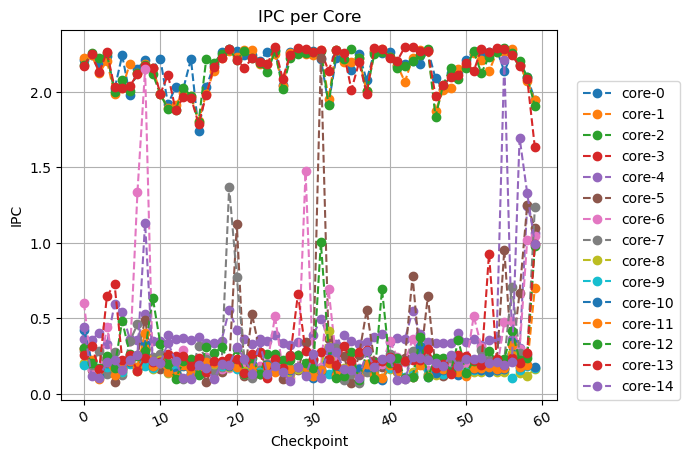 IPC per Core
IPC
2.0
1.5
1.0
0.5
0.0
0
10
20
30
40
50
60
Checkpoint
core-0
core-1
core-2
core-3
core-4
core-5
core-6
core-7
core-8
core-9
core-10
core-11
core-12
core-13
core-14